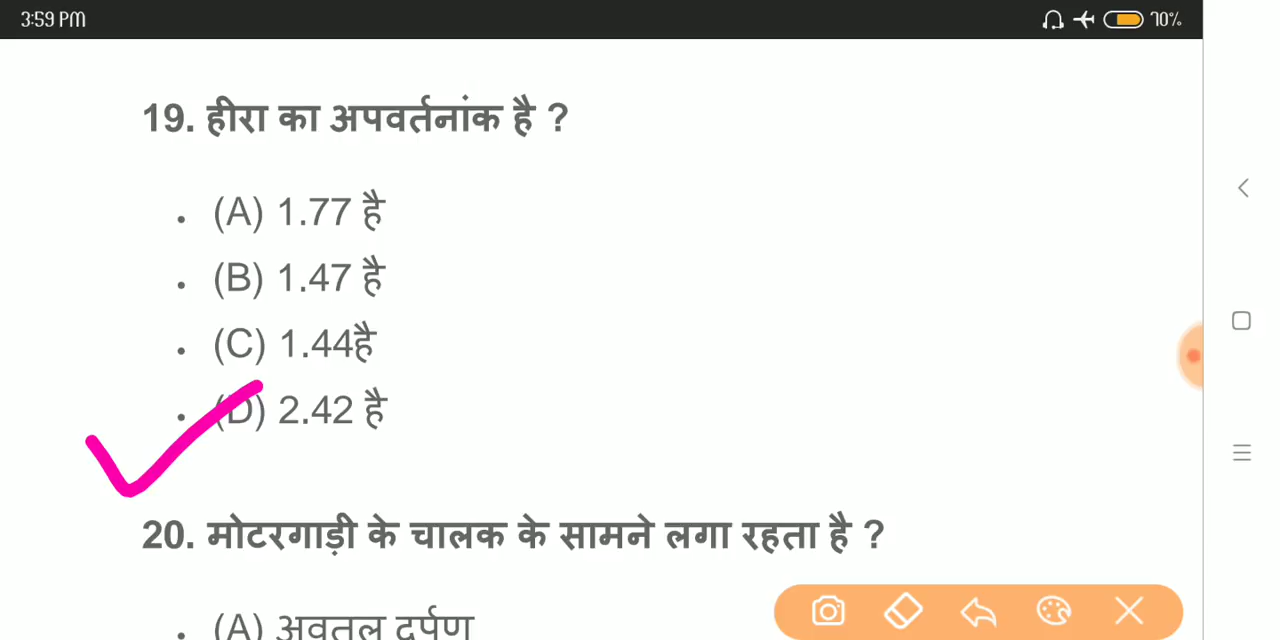 3:59 PM 70%
19. हीरा का अपवर्तनांक है ?
• (A) 1.77 है
• (B) 1.47 है
• (C) 1.44है
• (D) 2.42 है
20. मोटरगाड़ी के चालक के सामने लगा रहता है ?
• (A) अवतल दर्पण